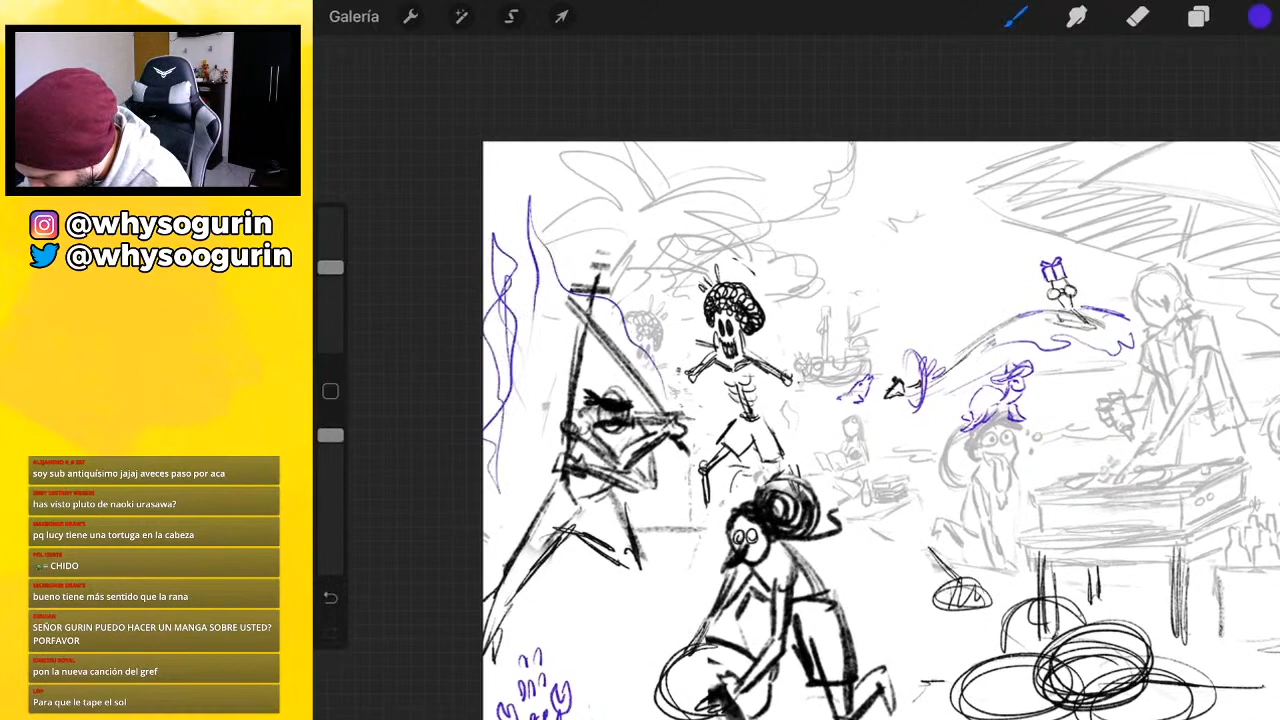 Galería
@whysogurin
@whysoogurin
soy sub antiquísimo jajaj aveces paso por aca
has visto pluto de naoki urasawa?
pq lucy tiene una tortuga en la cabeza
= CHIDO
bueno tiene más sentido que la rana
SEÑOR GURIN PUEDO HACER UN MANGA SOBRE USTED?
PORFAVOR
pon la nueva canción del gref
Para que le tape el sol